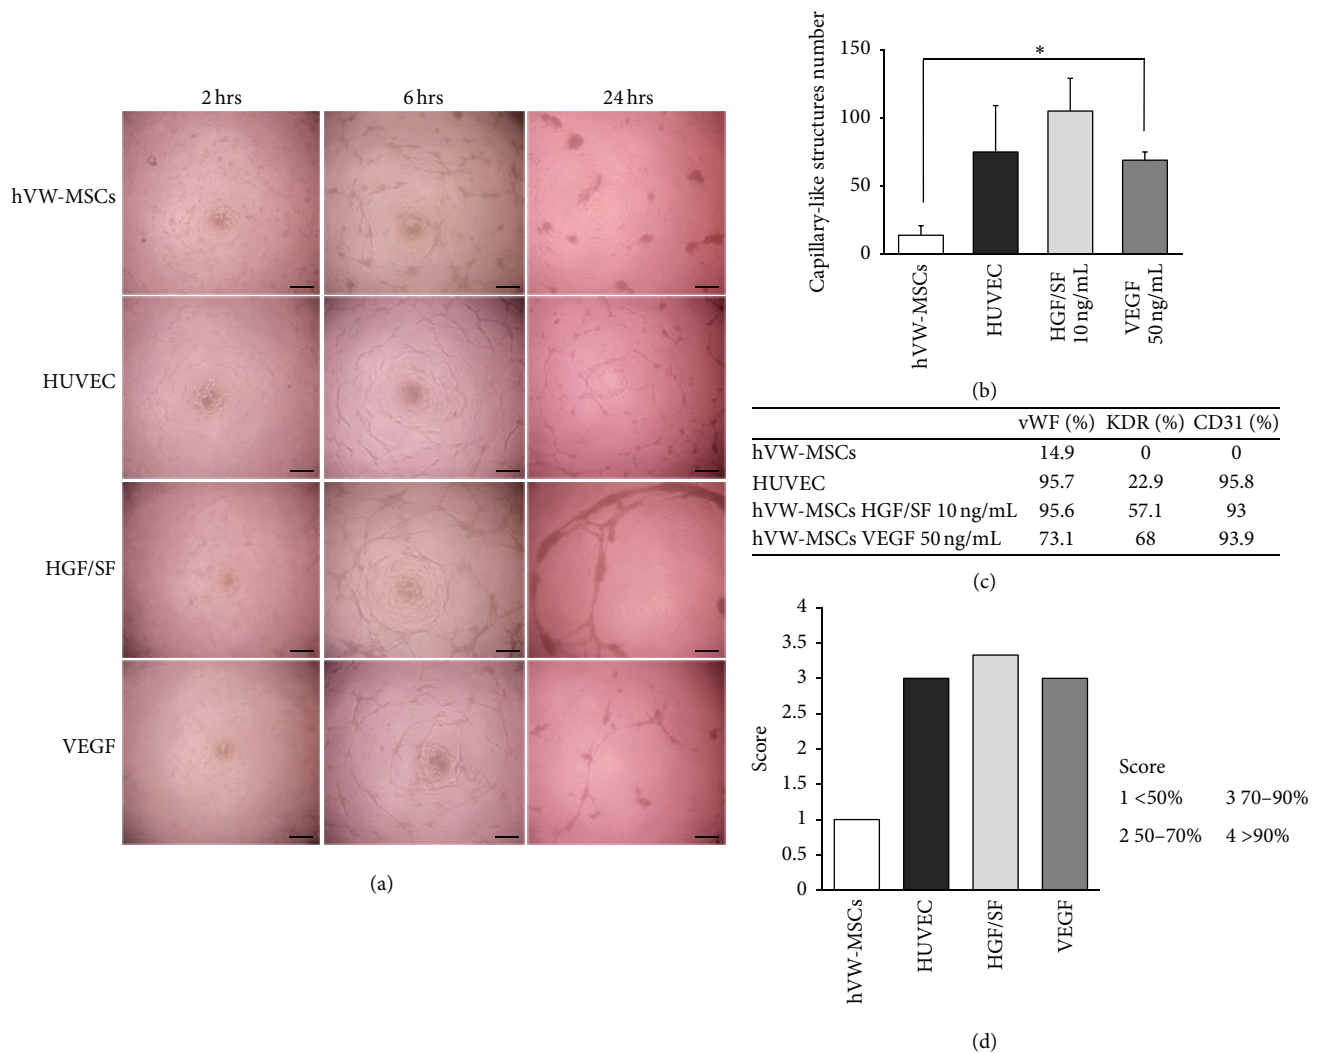 2 hrs 6 hrs 24 hrs
hVW-MSCs
HUVEC
HGF/SF
VEGF
(a)
Capillary-like structures number
150
100
50
0
*
hVW-MSCs
HUVEC
HGF/SF
10 ng/mL
VEGF
50 ng/mL
(b)
vWF (%) KDR (%) CD31 (%)
hVW-MSCs 14.9 0 0
HUVEC 95.7 22.9 95.8
hVW-MSCs HGF/SF 10 ng/mL 95.6 57.1 93
hVW-MSCs VEGF 50 ng/mL 73.1 68 93.9
(c)
Score
4
3.5
3
2.5
2
1.5
1
0.5
0
hVW-MSCs
HUVEC
HGF/SF
VEGF
Score
1 <50% 3 70–90%
2 50–70% 4 >90%
(d)